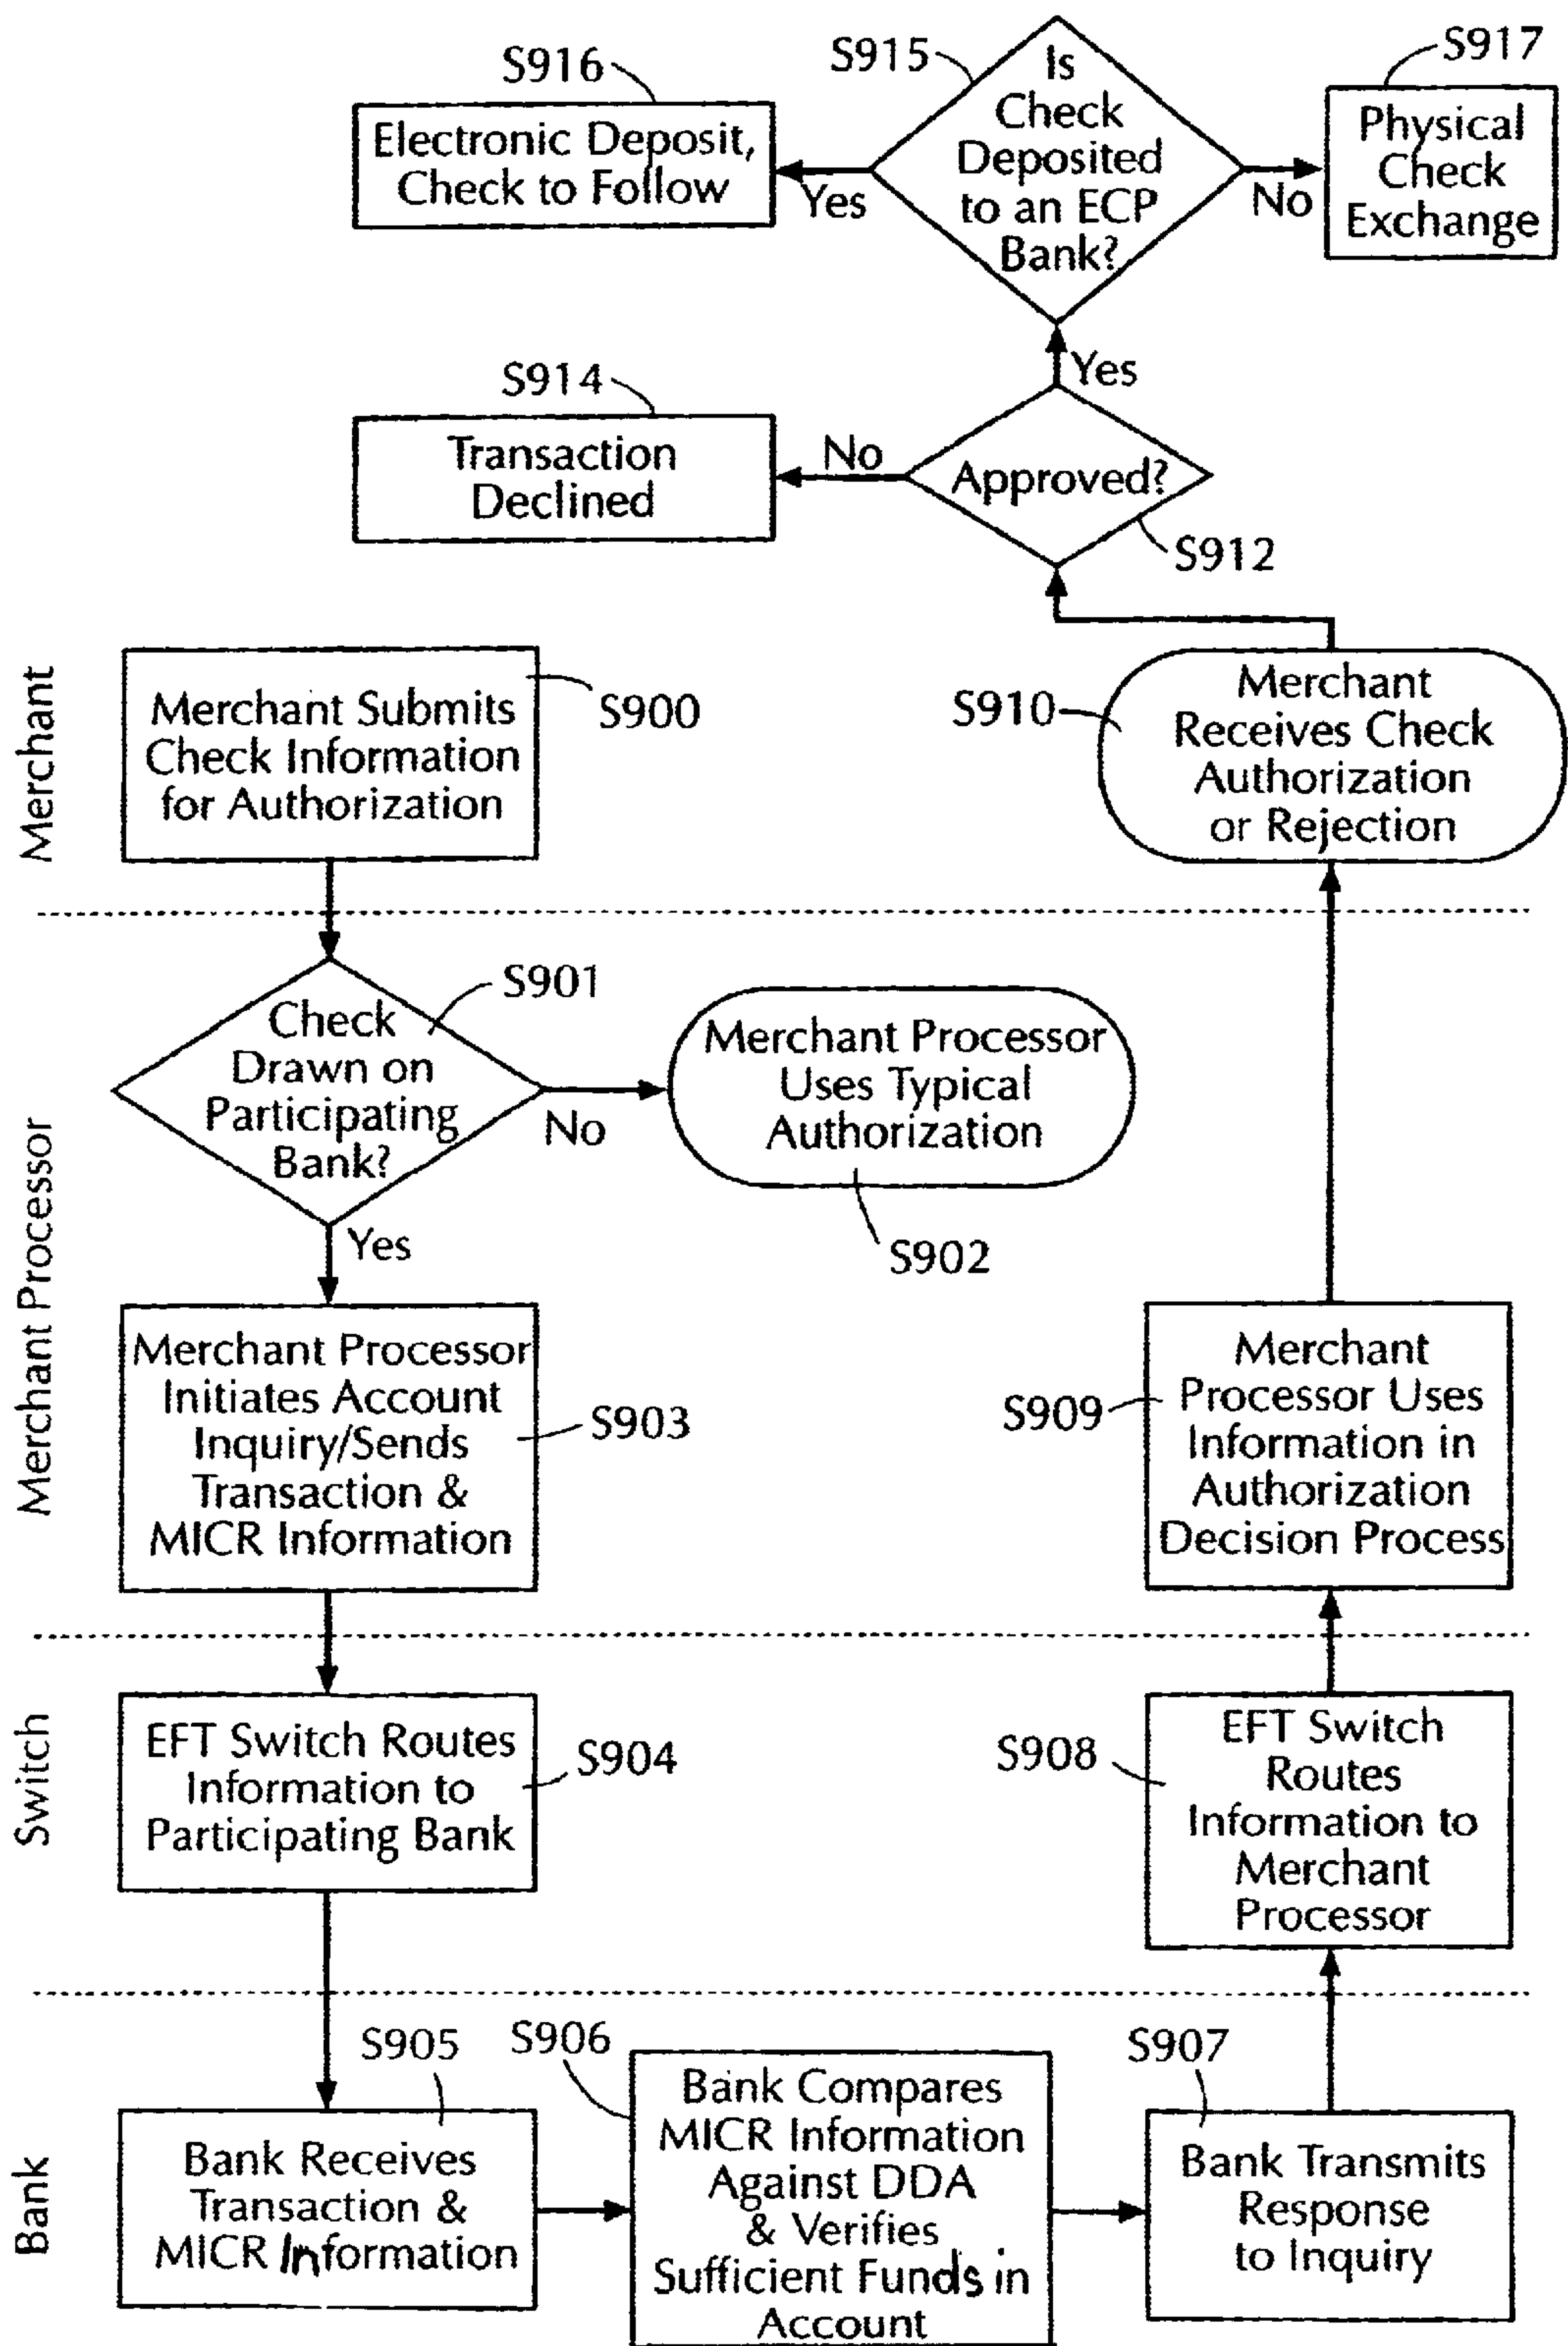 S916
Electronic Deposit,
Check to Follow
Yes
S915
Is
Check
Deposited
to an ECP
Bank?
No
S917
Physical
Check
Exchange
Yes
S914
Transaction
Declined
No
Approved?
S912
Merchant
Merchant Submits
Check Information
for Authorization
S900
S910
Merchant
Receives Check
Authorization
or Rejection
Merchant Processor
Check
Drawn on
Participating
Bank?
S901
No
Merchant Processor
Uses Typical
Authorization
S902
Yes
Merchant Processor
Initiates Account
Inquiry/Sends
Transaction &
MICR Information
S903
S909
Merchant
Processor Uses
Information in
Authorization
Decision Process
Switch
EFT Switch Routes
Information to
Participating Bank
S904
S908
EFT Switch
Routes
Information to
Merchant
Processor
Bank
S905
Bank Receives
Transaction &
MICR Information
S906
Bank Compares
MICR Information
Against DDA
& Verifies
Sufficient Funds in
Account
S907
Bank Transmits
Response
to Inquiry